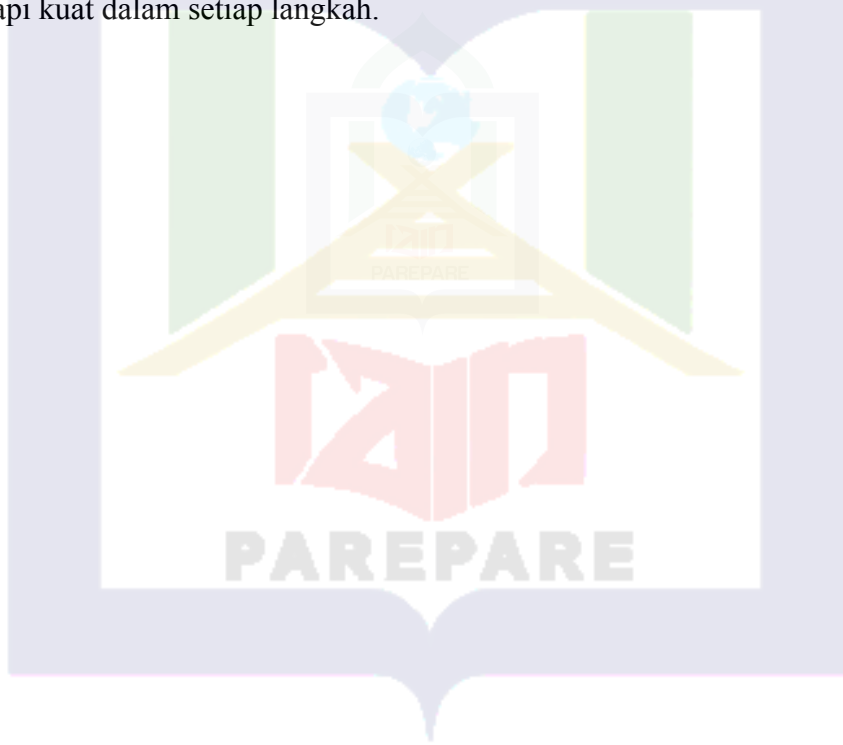 api kuat dalam setiap langkah.
iain
PAREPARE
iain
PAREPARE